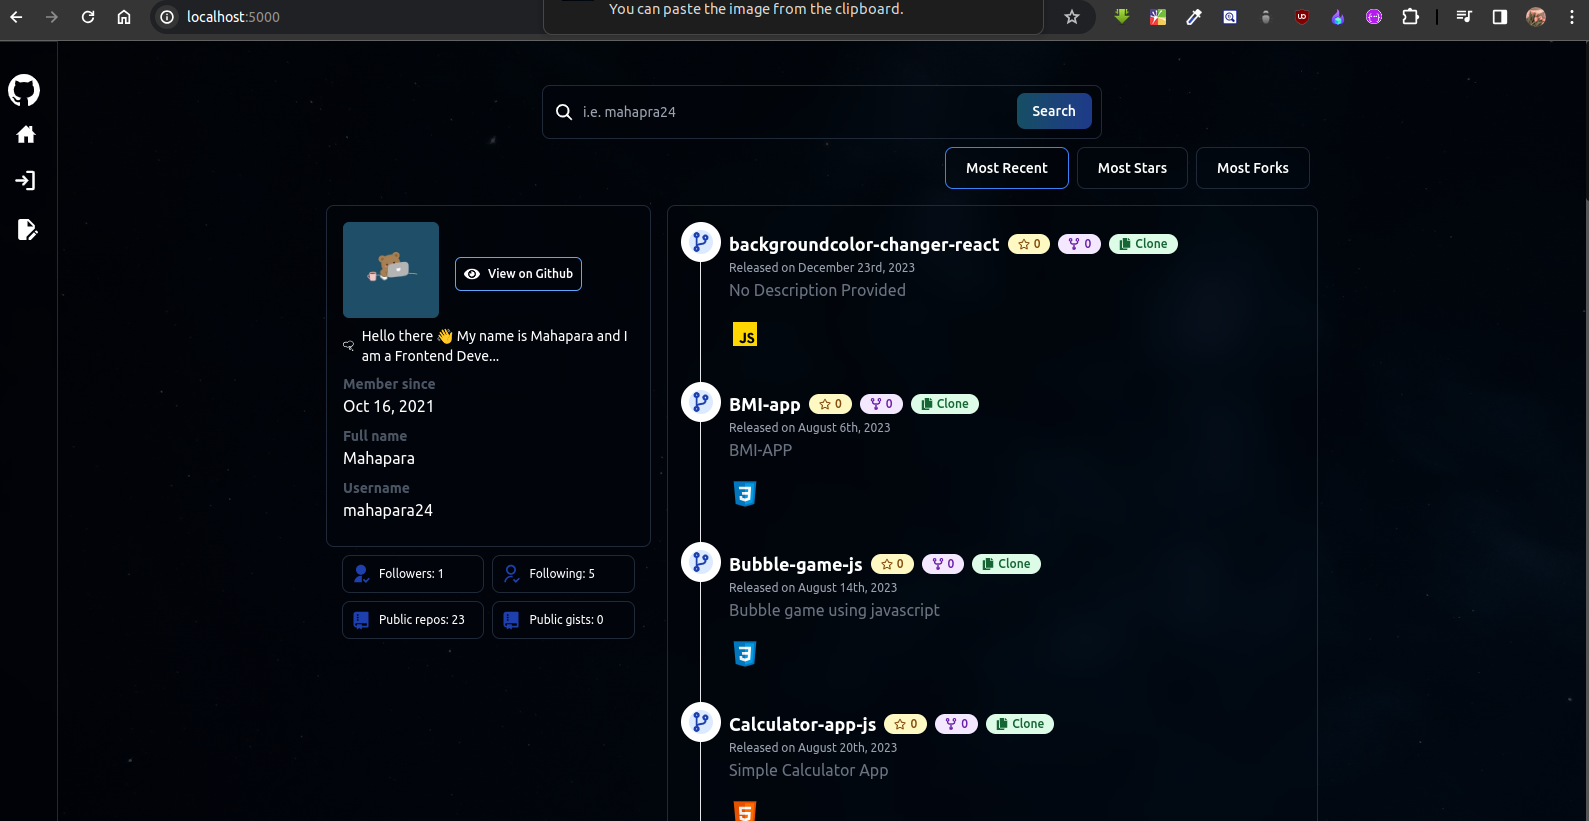 You can paste the image from the clipboard.
localhost:5000
i.e. mahapra24
Search
Most Recent
Most Stars
Most Forks
View on Github
Hello there 👋 My name is Mahapara and I
am a Frontend Deve...
Member since
Oct 16, 2021
Full name
Mahapara
Username
mahapara24
Followers: 1
Following: 5
Public repos: 23
Public gists: 0
backgroundcolor-changer-react
0
0
Clone
Released on December 23rd, 2023
No Description Provided
JS
BMI-app
0
0
Clone
Released on August 6th, 2023
BMI-APP
3
Bubble-game-js
0
0
Clone
Released on August 14th, 2023
Bubble game using javascript
3
Calculator-app-js
0
0
Clone
Released on August 20th, 2023
Simple Calculator App
5